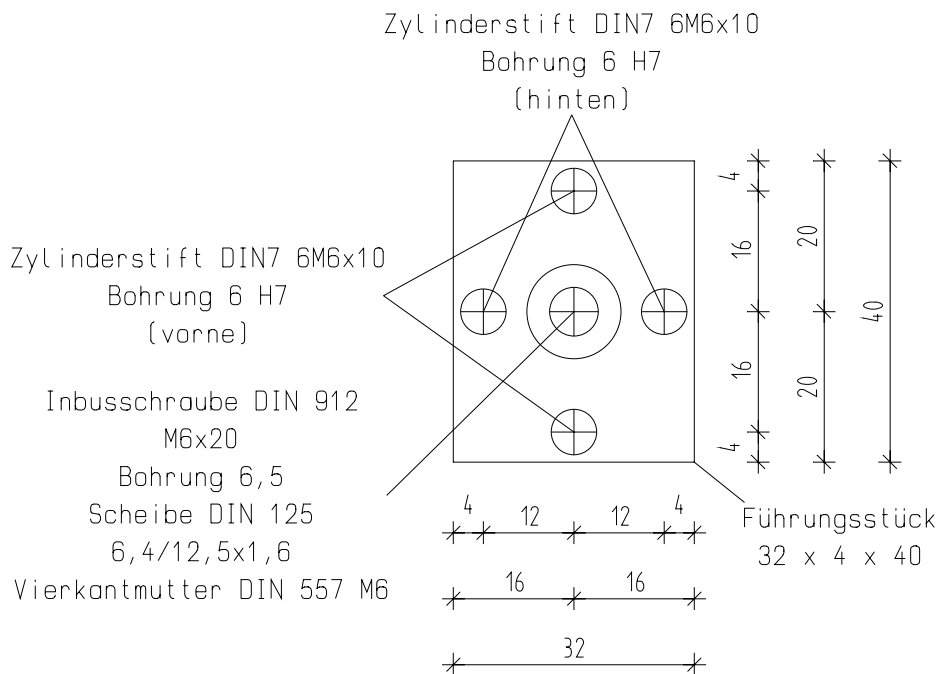 Zylinderstift DIN7 6M6x10
Bohrung 6 H7
(hinten)
Zylinderstift DIN7 6M6x10
Bohrung 6 H7
(vorne)
Inbusschraube DIN 912
M6x20
Bohrung 6,5
Scheibe DIN 125
6,4/12,5x1,6
Vierkantmutter DIN 557 M6
4
16
20
40
16
20
4
4
12
12
4
Führungsstück
32 x 4 x 40
16
16
32